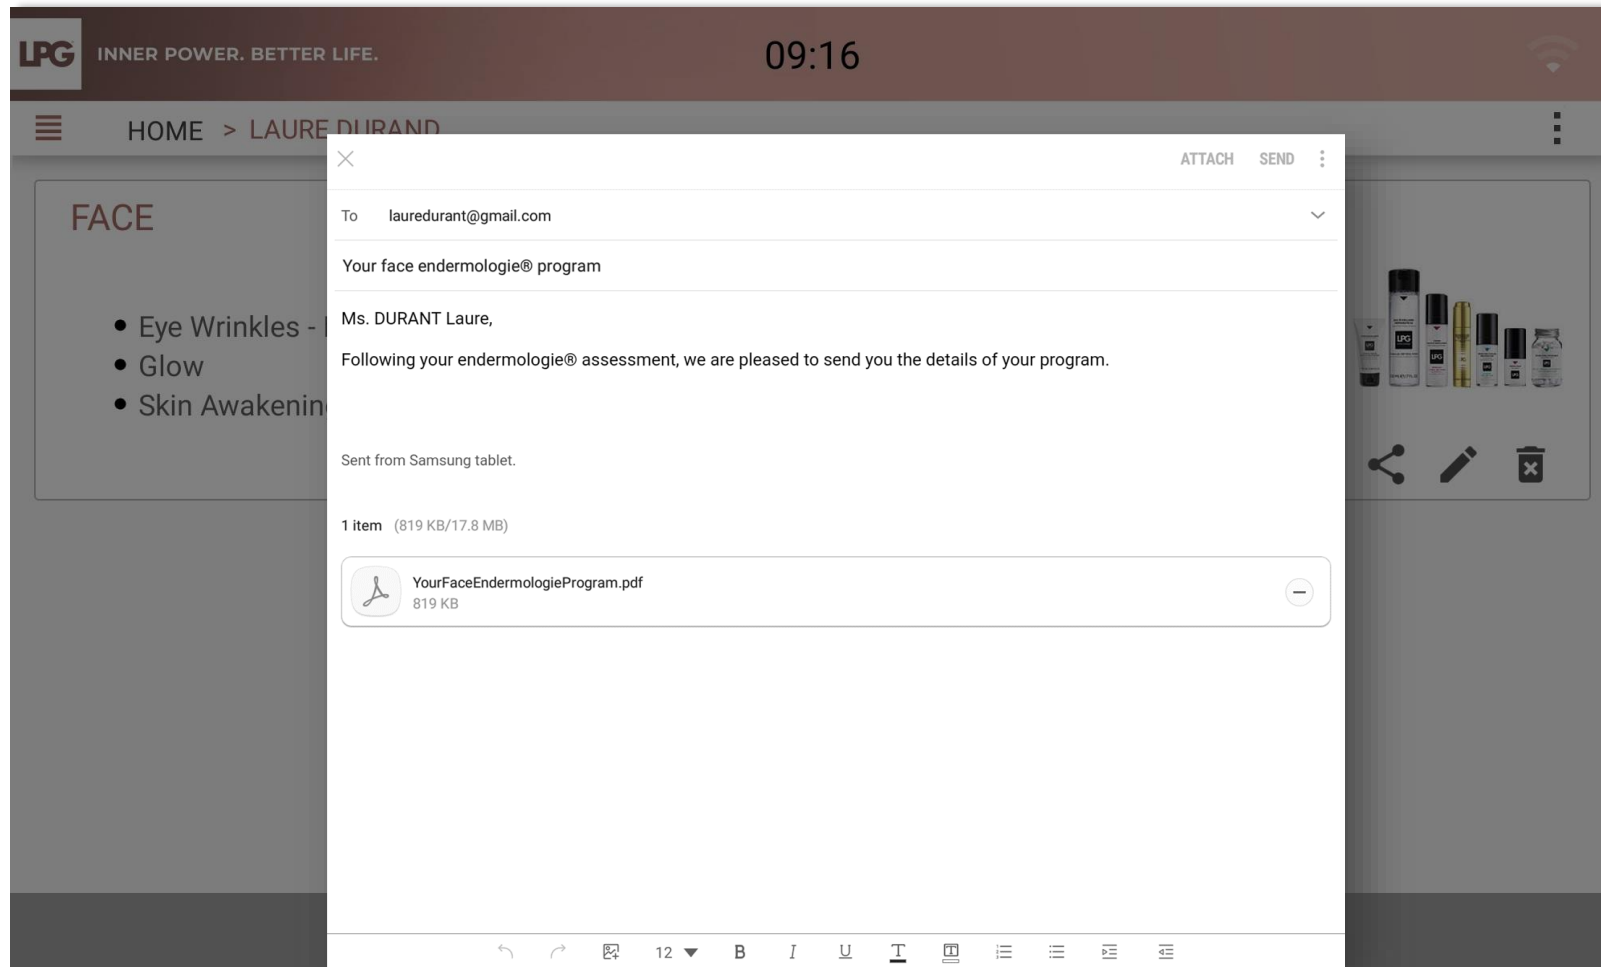 LPG INNER POWER. BETTER LIFE.
09:16
HOME > LAURE DURAND
ATTACH SEND
FACE
To lauredurant@gmail.com
Your face endermologie® program
Ms. DURANT Laure,
• Eye Wrinkles -
Following your endermologie® assessment, we are pleased to send you the details of your program.
• Glow
• Skin
Sent from Samsung tablet.
1 item (819 KB/17.8 MB)
YourFaceEndermologieProgram.pdf
819 KB
12 B I U T T